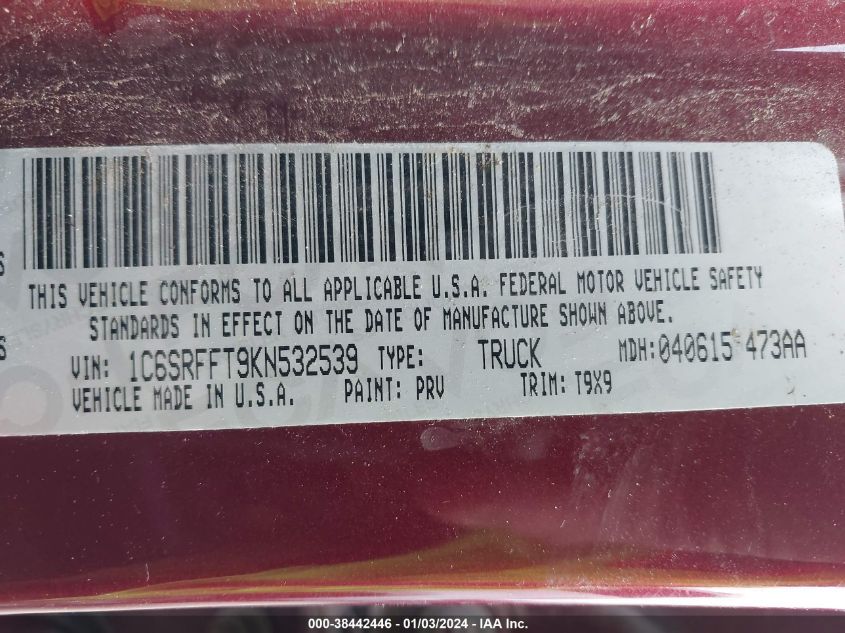 THIS VEHICLE CONFORMS TO ALL APPLICABLE U.S.A. FEDERAL MOTOR VEHICLE SAFETY
STANDARDS IN EFFECT ON THE DATE OF MANUFACTURE SHOWN ABOVE.
VIN: 1C6SRFFT9KN532539 TYPE: TRUCK MDH:040615 473AA
VEHICLE MADE IN U.S.A. PAINT: PRV TRIM: T9X9
000-38442446 - 01/03/2024 - IAA Inc.